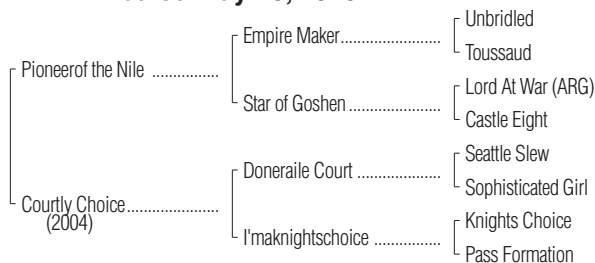 Unbridled
Empire Maker
Toussaud
Pioneerof the Nile
Lord At War (ARG)
Star of Goshen
Castle Eight
Seattle Slew
Doneraile Court
Sophisticated Girl
Courtly Choice
(2004)
Knights Choice
I'maknightschoice
Pass Formation